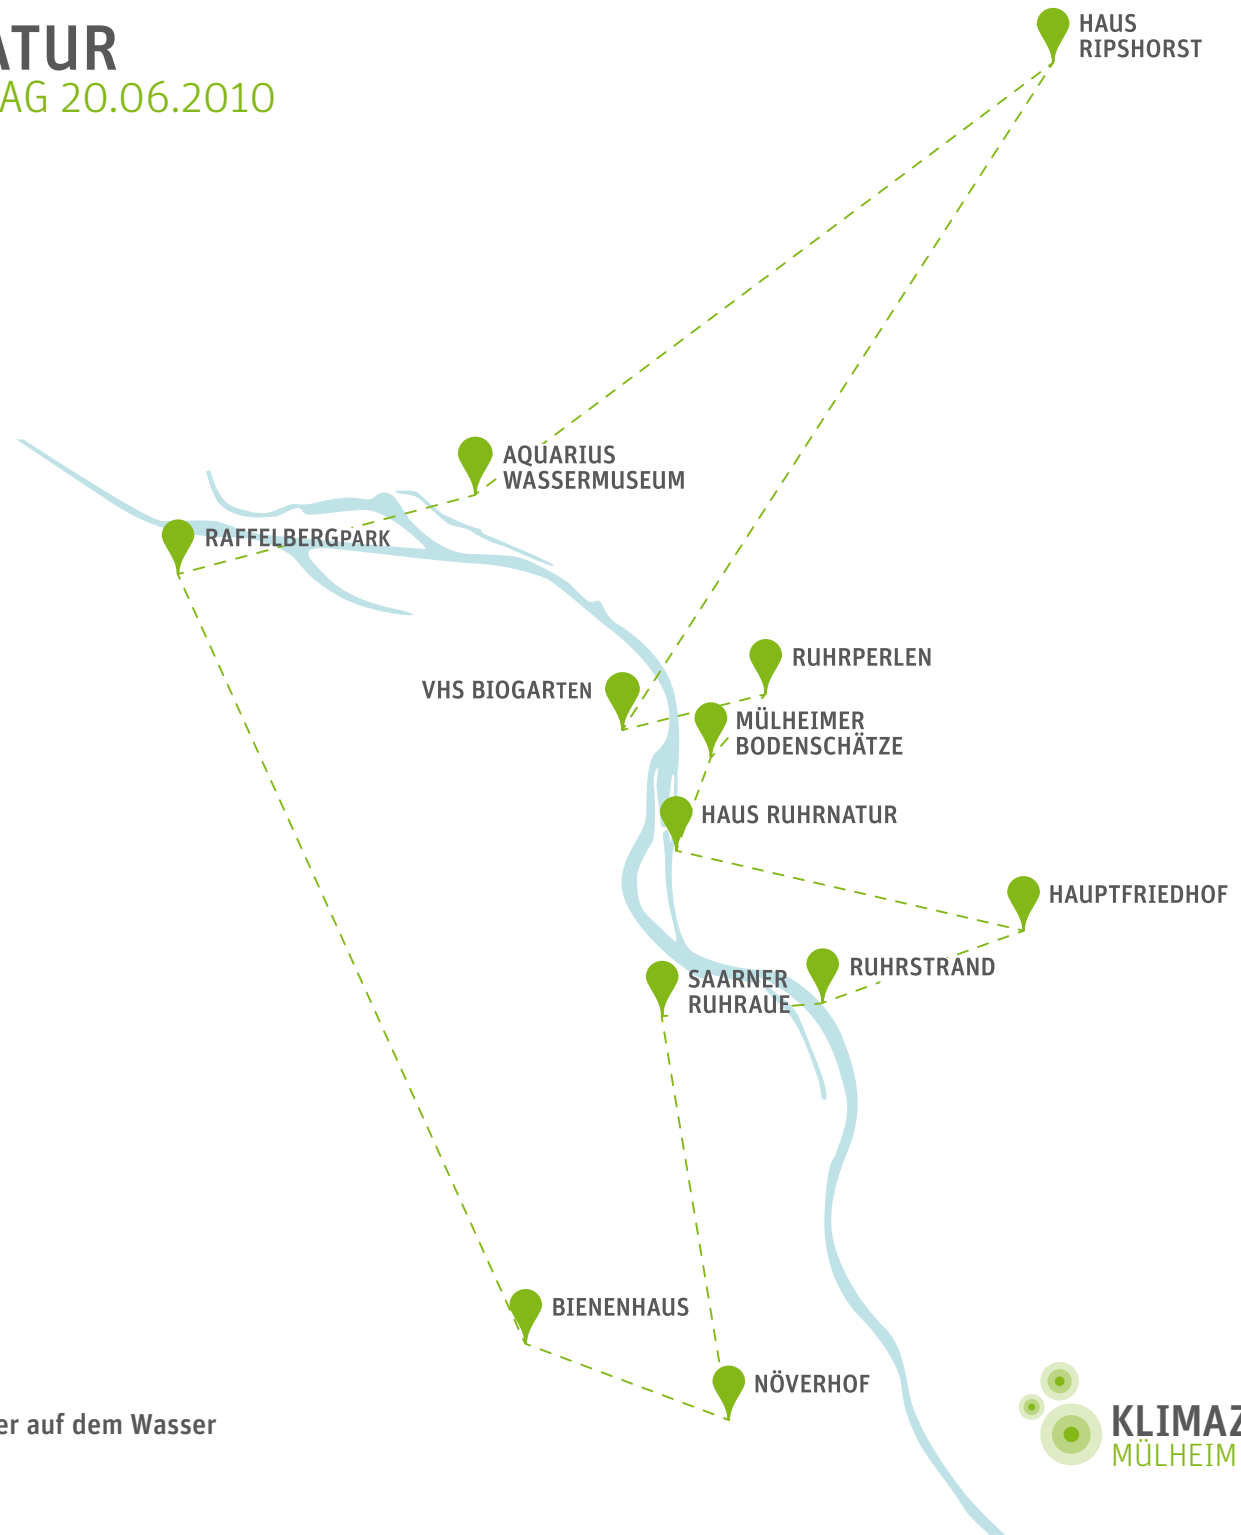 ATUR
AG 20.06.2010
HAUS
RIPSHORST
AQUARIUS
WASSERMUSEUM
RAFFELBERGPARK
RUHRPERLEN
VHS BIOGARTEN
MÜLHEIMER
BODENSCHÄTZE
HAUS RUHRNATUR
HAUPTFRIEDHOF
RUHRSTRAND
SAARNER
RUHRAUE
BIENENHAUS
NÖVERHOF
er auf dem Wasser
KLIMAZ
MÜLHEIM